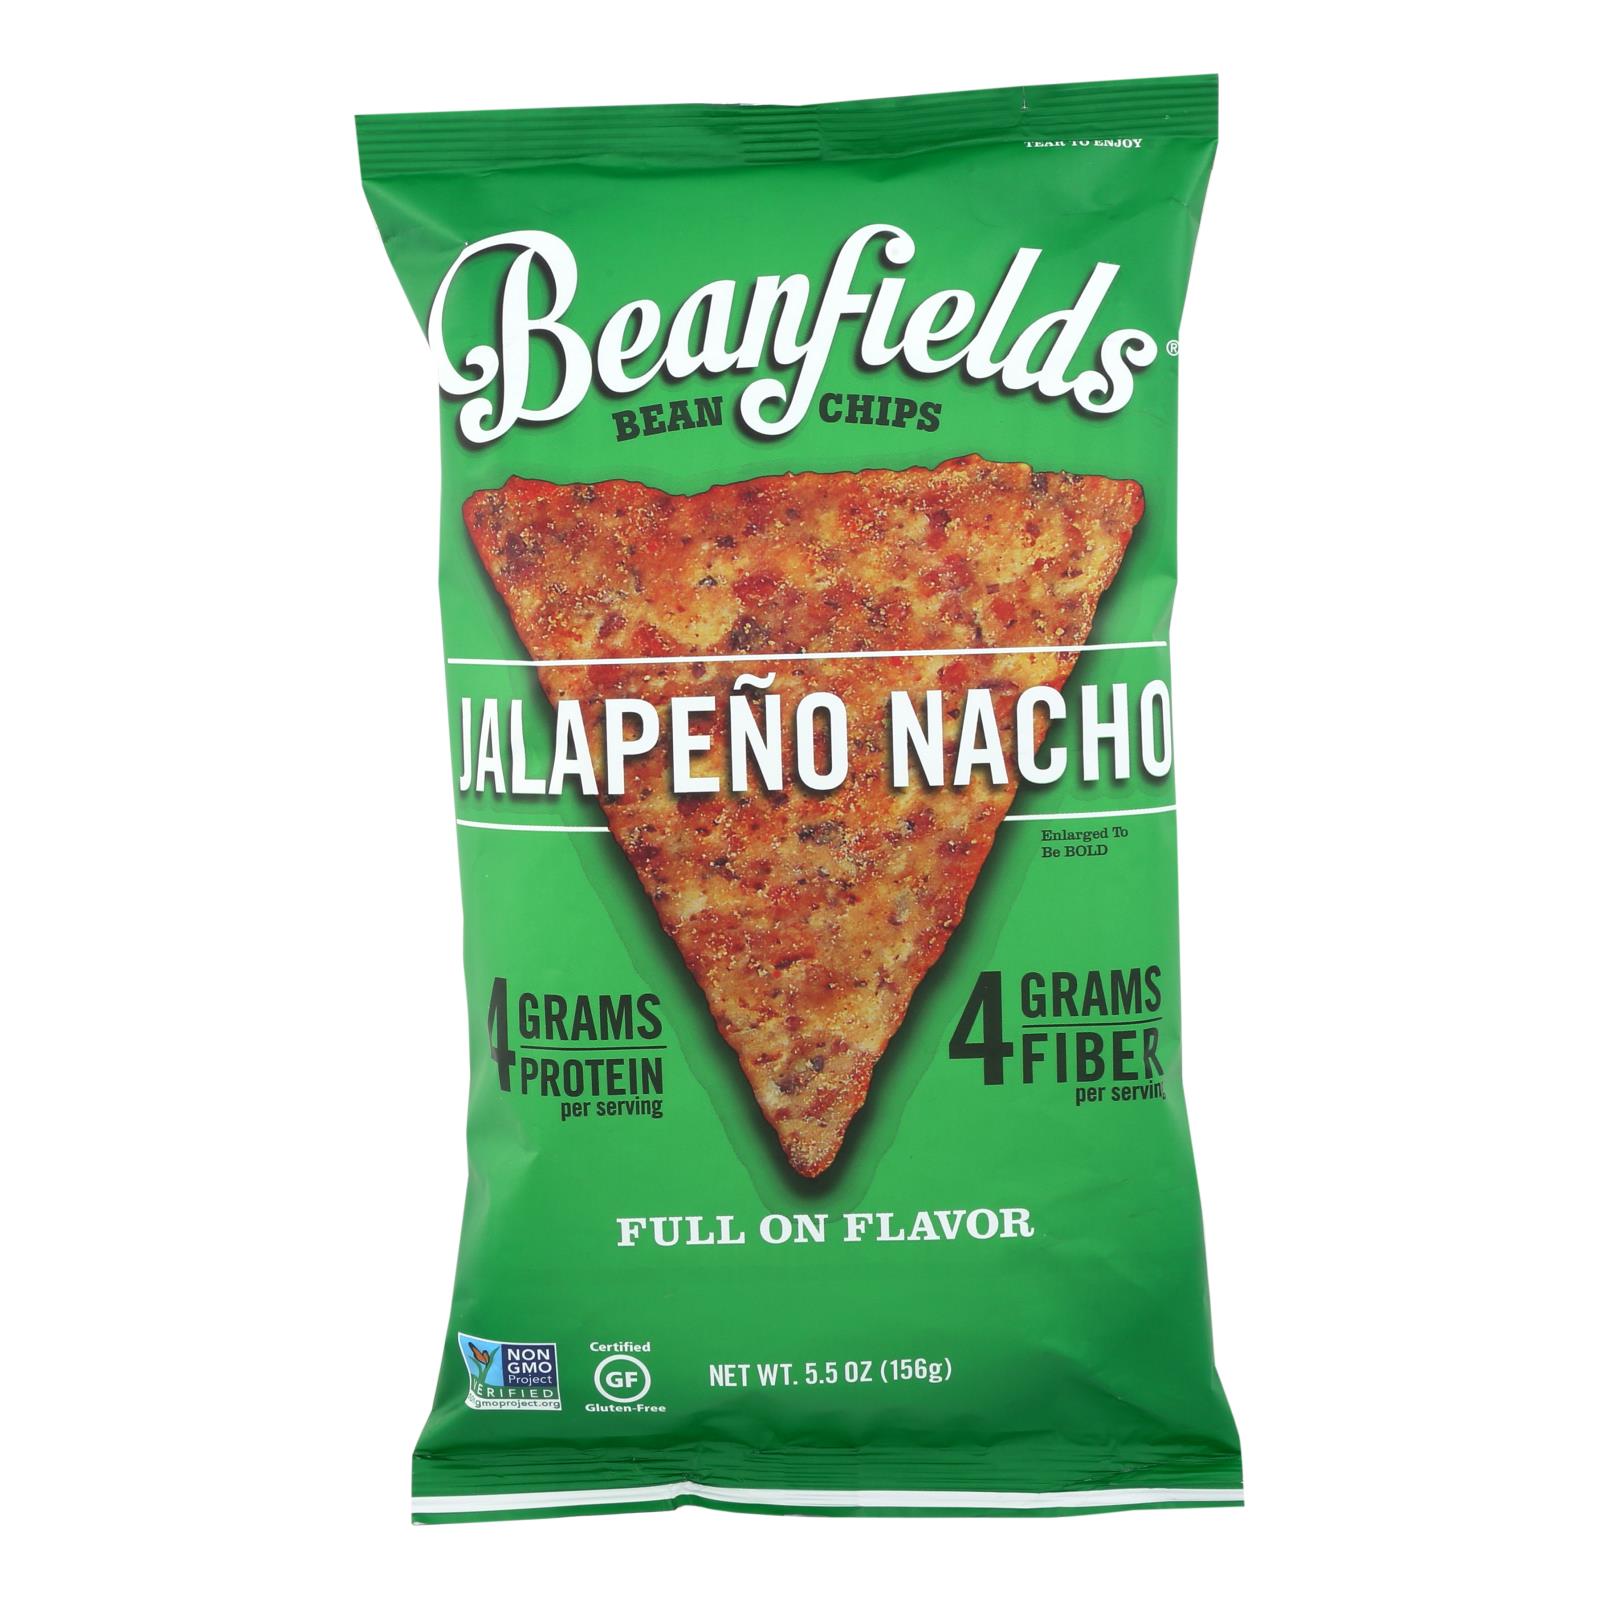 TEAR TO ENJOY
Beanfields®
BEAN CHIPS
JALAPEÑO NACHO
Enlarged To
Be BOLD
4 GRAMS
PROTEIN
per serving
4 GRAMS
FIBER
per serving
FULL ON FLAVOR
NON
GMO
Project
VERIFIED
gmoproject.org
Certified
GF
Gluten-Free
NET WT. 5.5 OZ (156g)